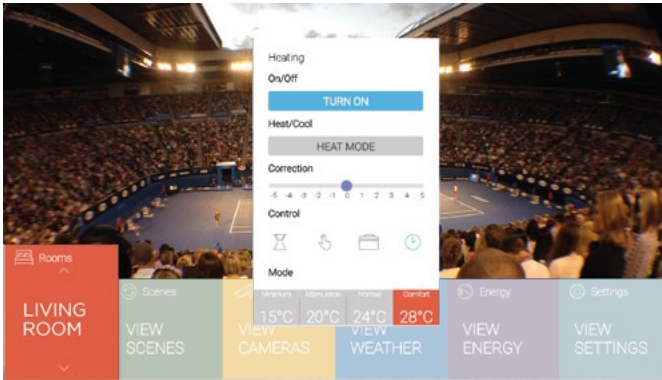 Heating
On/Off
TURN ON
Heat/Cool
HEAT MODE
Correction
-5 -4 -3 -2 -1 0 1 2 3 4 5
Control
Mode
Minimum Attenuation Normal Comfort
15°C 20°C 24°C 28°C
Rooms
LIVING
ROOM
Scenes
VIEW
SCENES
VIEW
CAMERAS
VIEW
WEATHER
Energy
VIEW
ENERGY
Settings
VIEW
SETTINGS